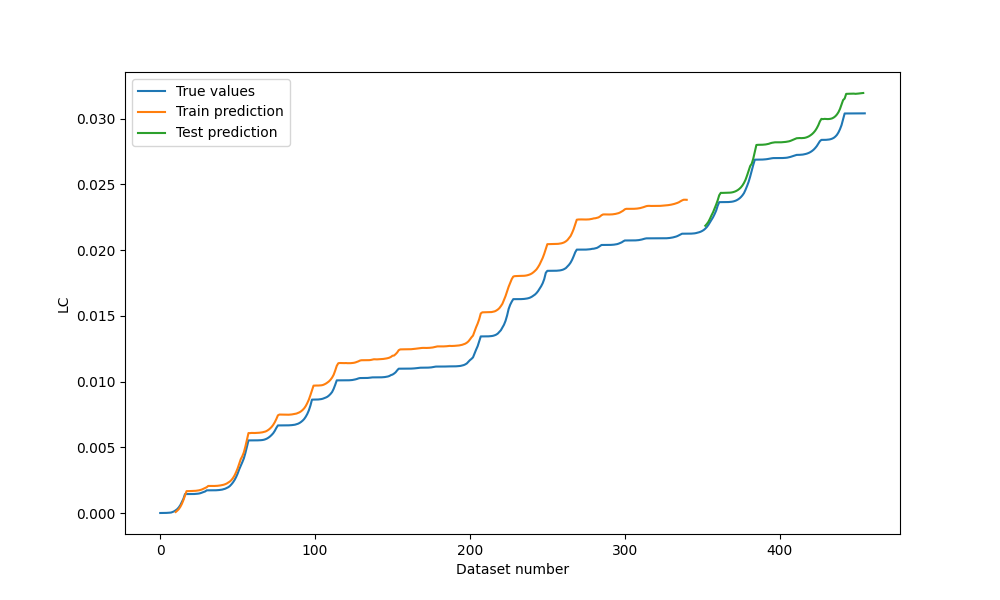 True values
Train prediction
Test prediction
0.030
0.025
0.020
0.015
0.010
0.005
0.000
LC
0 100 200 300 400
Dataset number